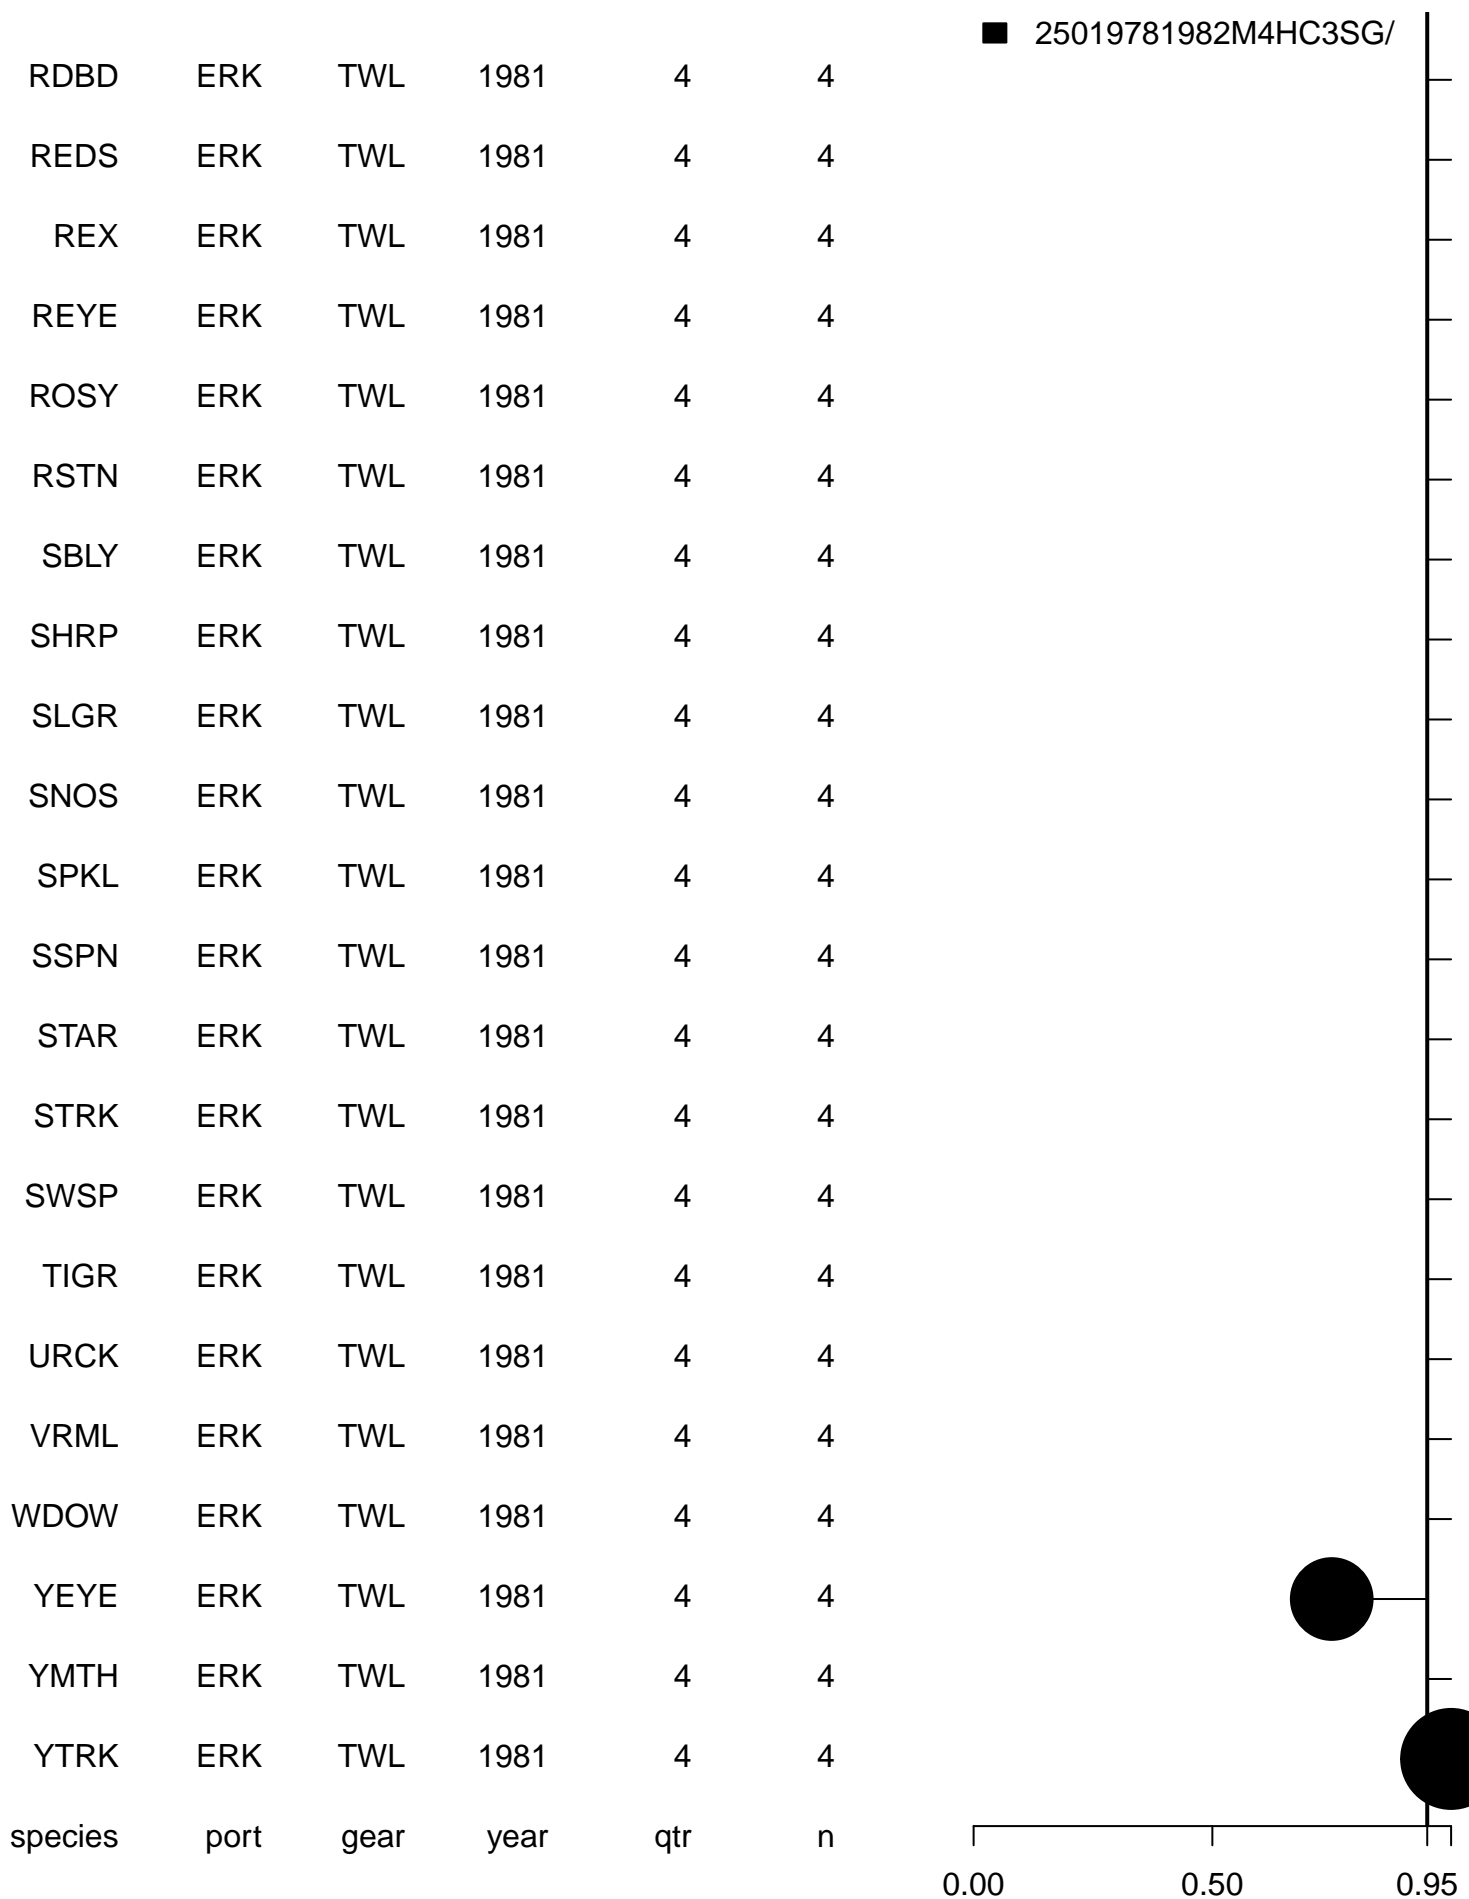 25019781982M4HC3SG/
RDBD ERK TWL 1981 4 4
REDS ERK TWL 1981 4 4
REX ERK TWL 1981 4 4
REYE ERK TWL 1981 4 4
ROSY ERK TWL 1981 4 4
RSTN ERK TWL 1981 4 4
SBLY ERK TWL 1981 4 4
SHRP ERK TWL 1981 4 4
SLGR ERK TWL 1981 4 4
SNOS ERK TWL 1981 4 4
SPKL ERK TWL 1981 4 4
SSPN ERK TWL 1981 4 4
STAR ERK TWL 1981 4 4
STRK ERK TWL 1981 4 4
SWSP ERK TWL 1981 4 4
TIGR ERK TWL 1981 4 4
URCK ERK TWL 1981 4 4
VRML ERK TWL 1981 4 4
WDOW ERK TWL 1981 4 4
YEYE ERK TWL 1981 4 4
YMTH ERK TWL 1981 4 4
YTRK ERK TWL 1981 4 4
species port gear year qtr n
0.00 0.50 0.95